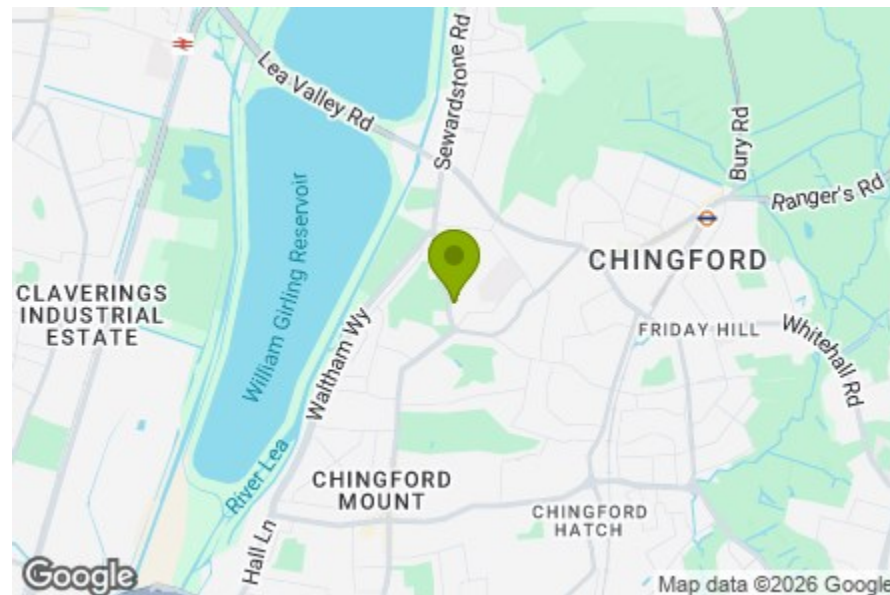 Lea Valley Rd
Sewardstone Rd
Bury Rd
Ranger's Rd
CHINGFORD
William Girling Reservoir
CLAVERINGS
INDUSTRIAL
ESTATE
Waltham Wy
FRIDAY HILL
Whitehall Rd
River Lea
CHINGFORD
MOUNT
CHINGFORD
HATCH
Hall Ln
Google
Map data ©2026 Google